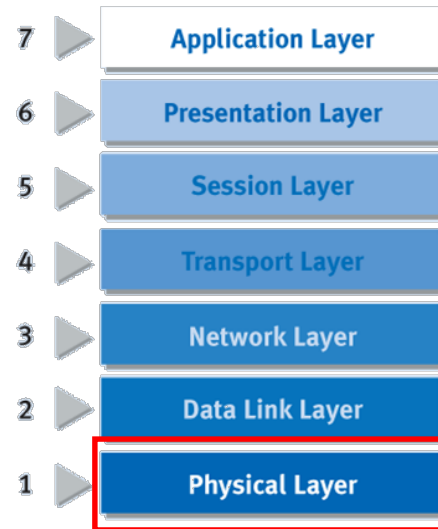 7 Application Layer
6 Presentation Layer
5 Session Layer
4 Transport Layer
3 Network Layer
2 Data Link Layer
1 Physical Layer